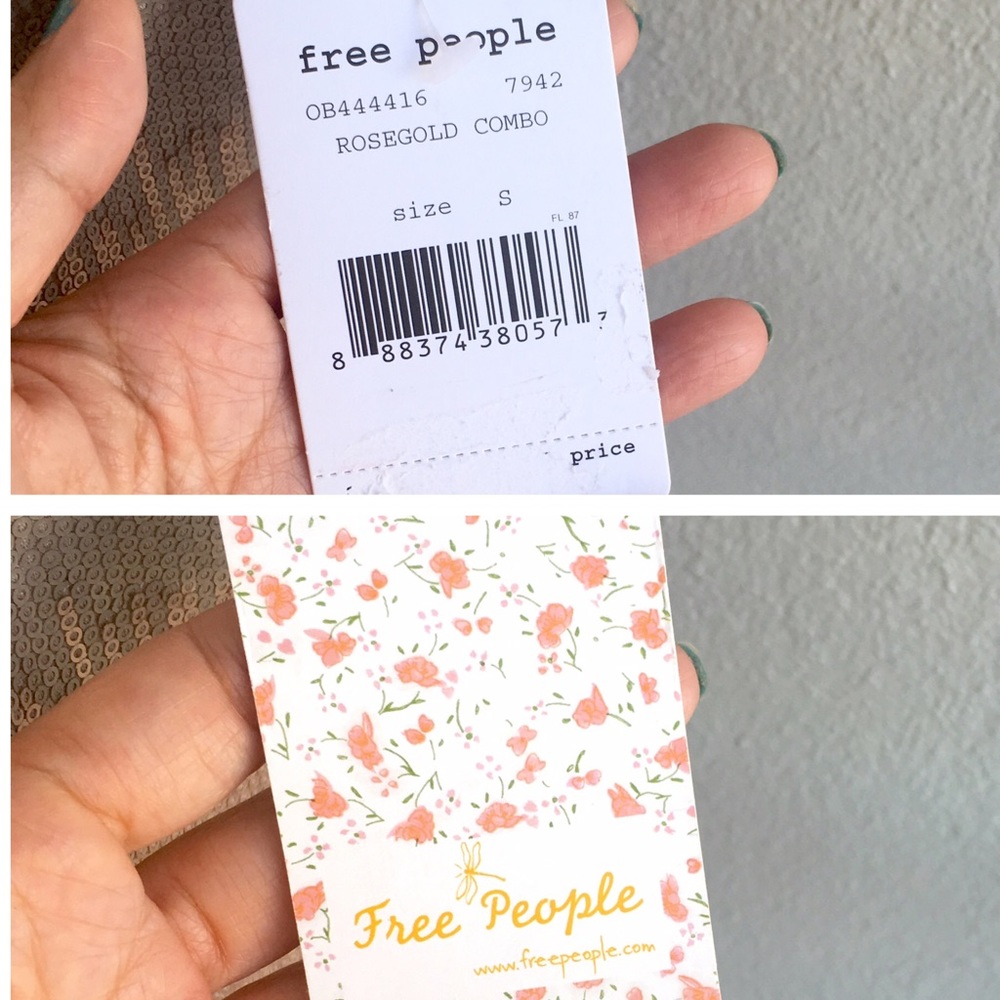 free people
OB444416 7942
ROSEGOLD COMBO
size S
FL 87
8 88374 38057 7
price
Free People
www.freepeople.com